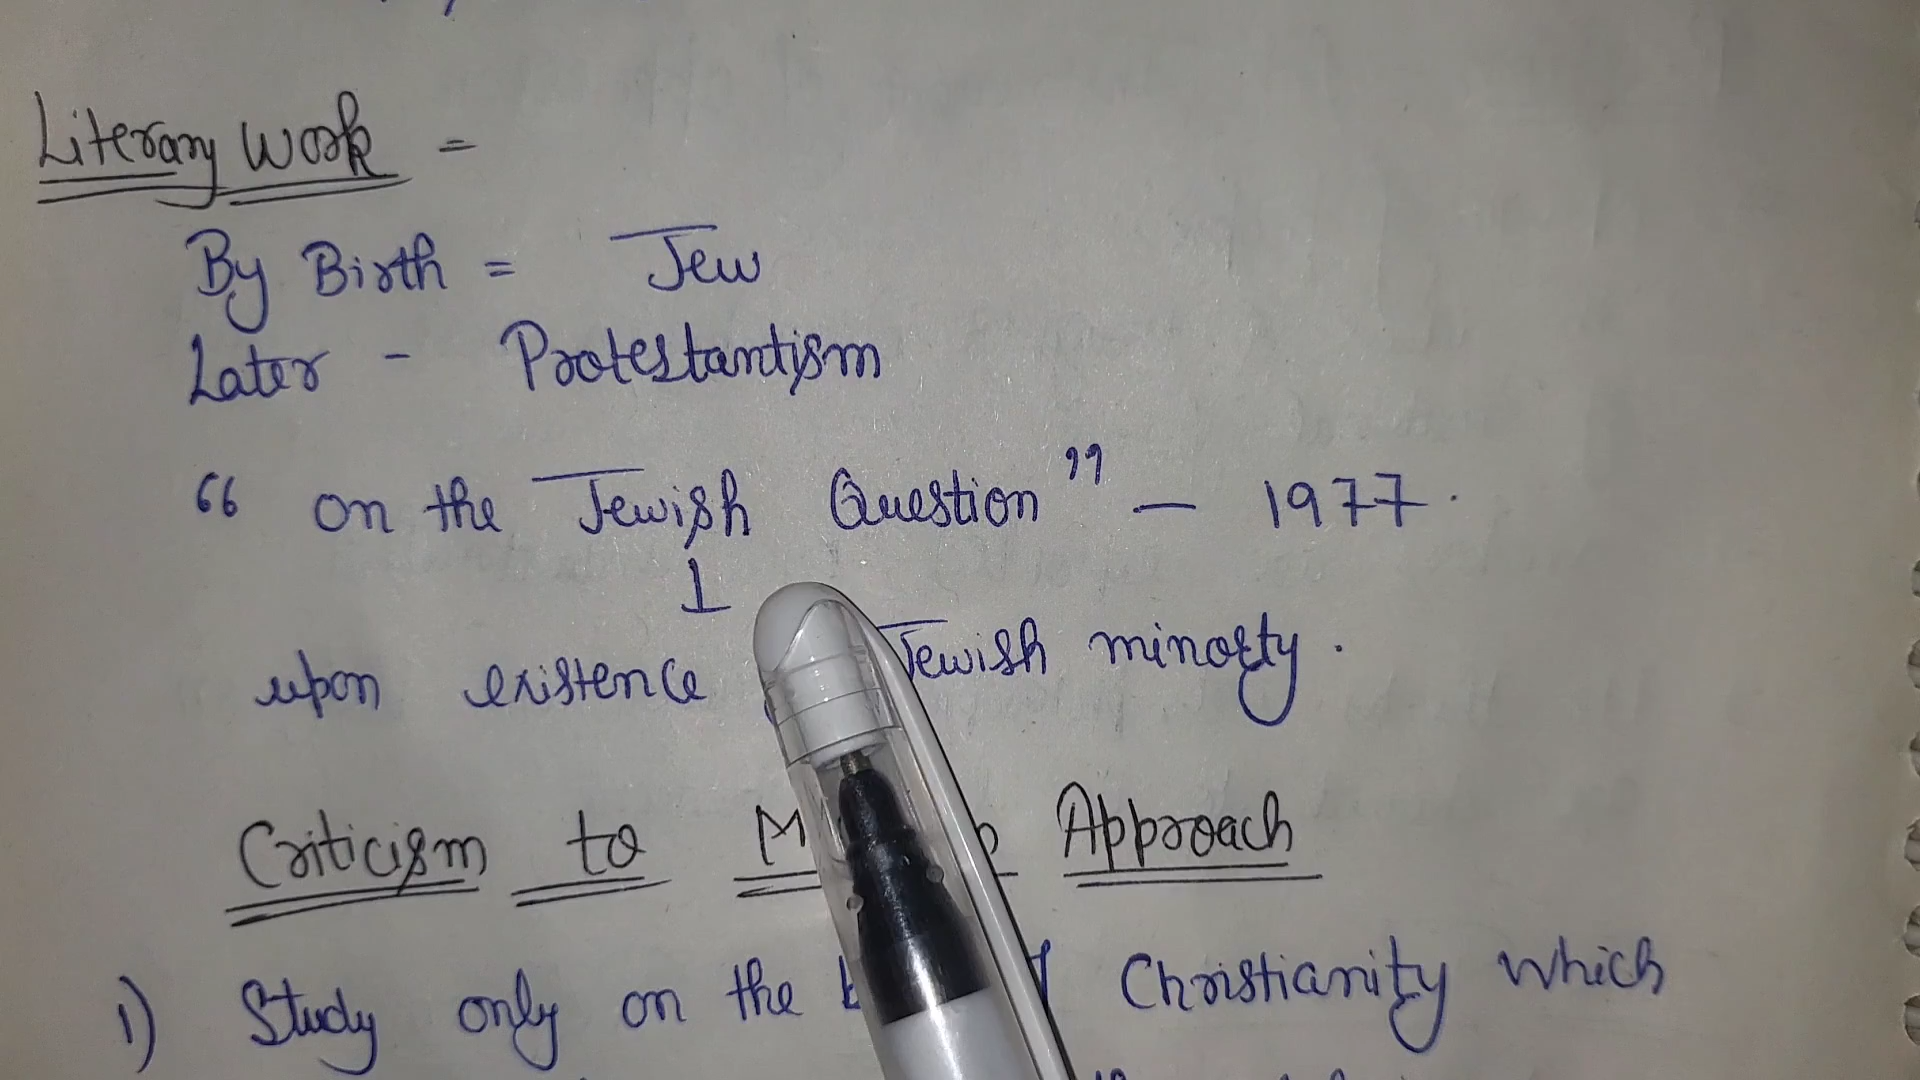 Literary Work =
By Birth = Jew
Later - Protestantism
"on the Jewish Question" - 1977.
upon existence Jewish minorty.
Criticism to Approach
1) Study only on the Christianity which